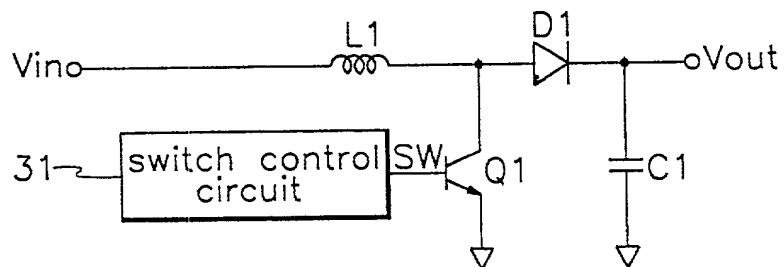 L1
D1
Vin
Vout
31
switch control
circuit
SW
Q1
C1